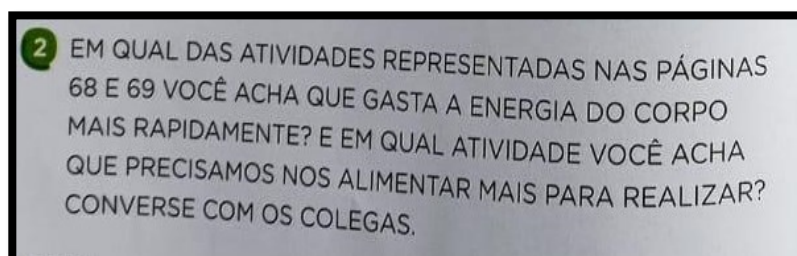 2 EM QUAL DAS ATIVIDADES REPRESENTADAS NAS PÁGINAS
68 E 69 VOCÊ ACHA QUE GASTA A ENERGIA DO CORPO
MAIS RAPIDAMENTE? E EM QUAL ATIVIDADE VOCÊ ACHA
QUE PRECISAMOS NOS ALIMENTAR MAIS PARA REALIZAR?
CONVERSE COM OS COLEGAS.